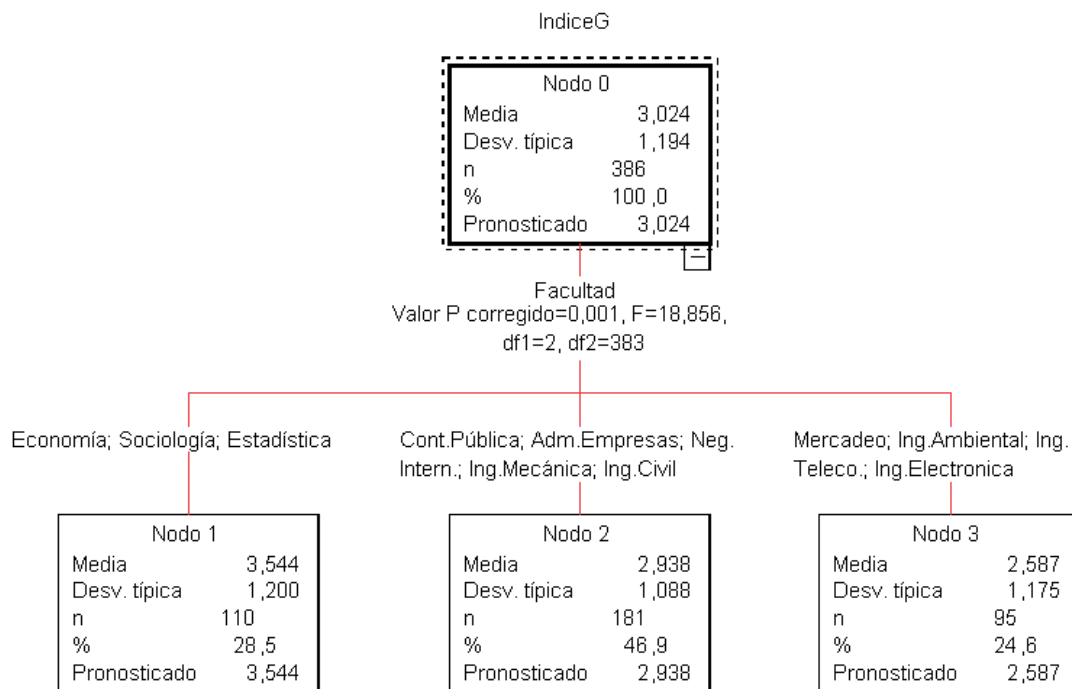 IndiceG
Nodo 0
Media 3,024
Desv. típica 1,194
n 386
% 100,0
Pronosticado 3,024
Facultad
Valor P corregido=0,001, F=18,856,
df1=2, df2=383
Economía; Sociología; Estadística
Cont.Pública; Adm.Empresas; Neg.
Intern.; Ing.Mecánica; Ing.Civil
Mercadeo; Ing.Ambiental; Ing.
Teleco.; Ing.Electronica
Nodo 1
Media 3,544
Desv. típica 1,200
n 110
% 28,5
Pronosticado 3,544
Nodo 2
Media 2,938
Desv. típica 1,088
n 181
% 46,9
Pronosticado 2,938
Nodo 3
Media 2,587
Desv. típica 1,175
n 95
% 24,6
Pronosticado 2,587